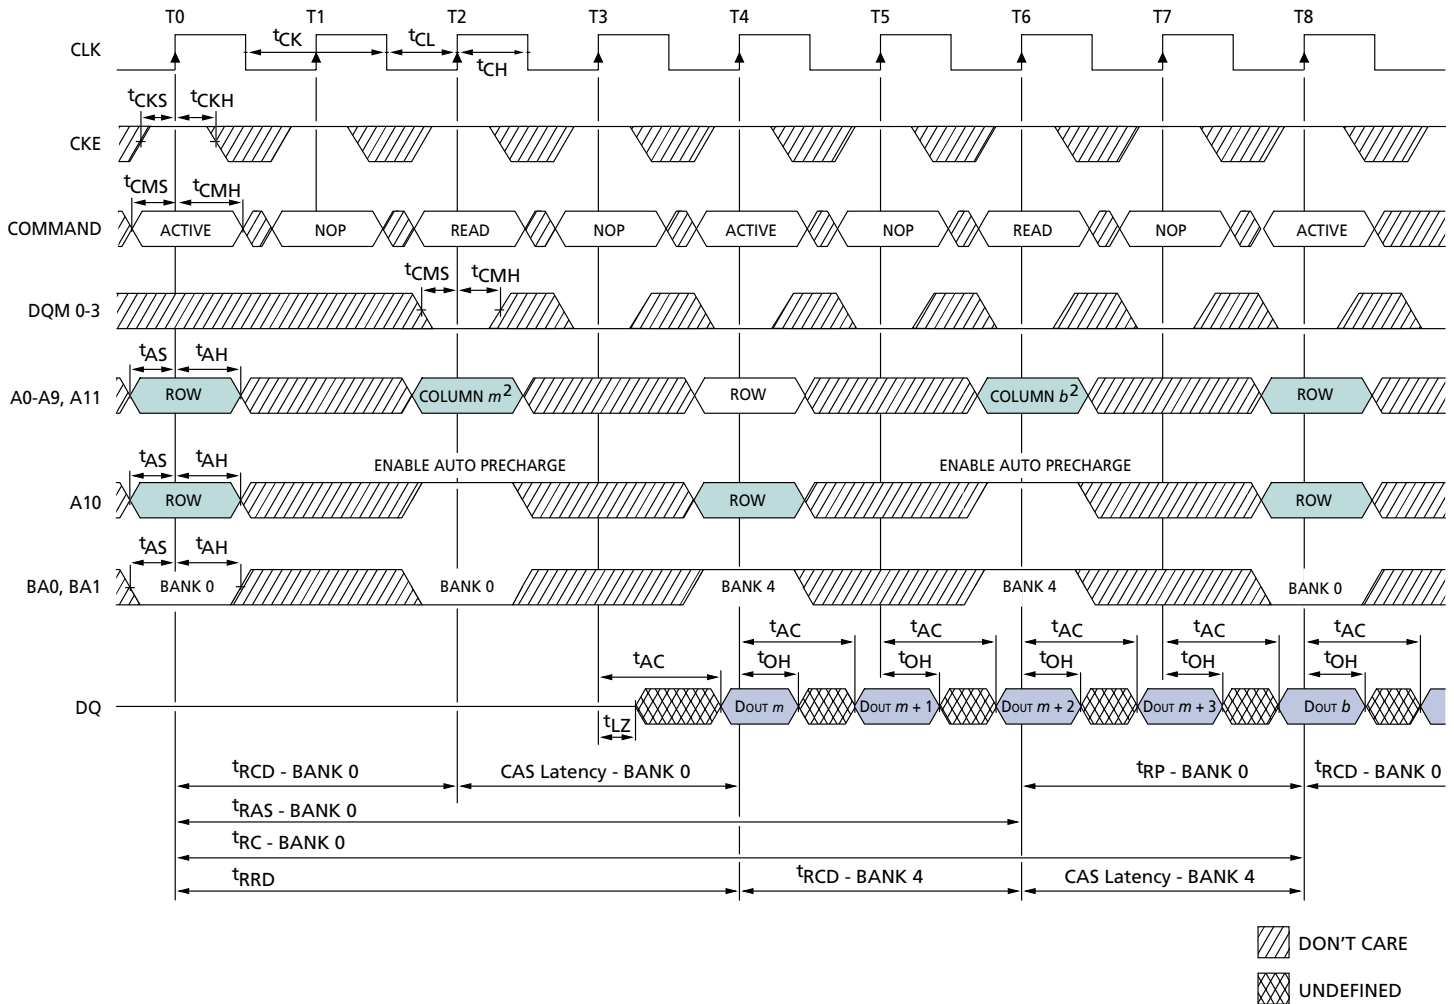 T0 T1 T2 T3 T4 T5 T6 T7 T8
CLK
tCK tCL
tCH
tCKS tCKH
CKE
tCMS tCMH
COMMAND ACTIVE NOP READ NOP ACTIVE NOP READ NOP ACTIVE
tCMS tCMH
DQM 0-3
tAS tAH
A0-A9, A11 ROW COLUMN m2 ROW COLUMN b2 ROW
tAS tAH ENABLE AUTO PRECHARGE ENABLE AUTO PRECHARGE
A10 ROW ROW ROW
tAS tAH
BA0, BA1 BANK 0 BANK 0 BANK 4 BANK 4 BANK 0
tAC tAC tAC tAC tAC
tAC tOH tOH tOH tOH tOH
DQ DOUT m DOUT m + 1 DOUT m + 2 DOUT m + 3 DOUT b
tLZ
tRCD - BANK 0 CAS Latency - BANK 0 tRP - BANK 0 tRCD - BANK 0
tRAS - BANK 0
tRC - BANK 0
tRRD tRCD - BANK 4 CAS Latency - BANK 4
DON'T CARE
UNDEFINED